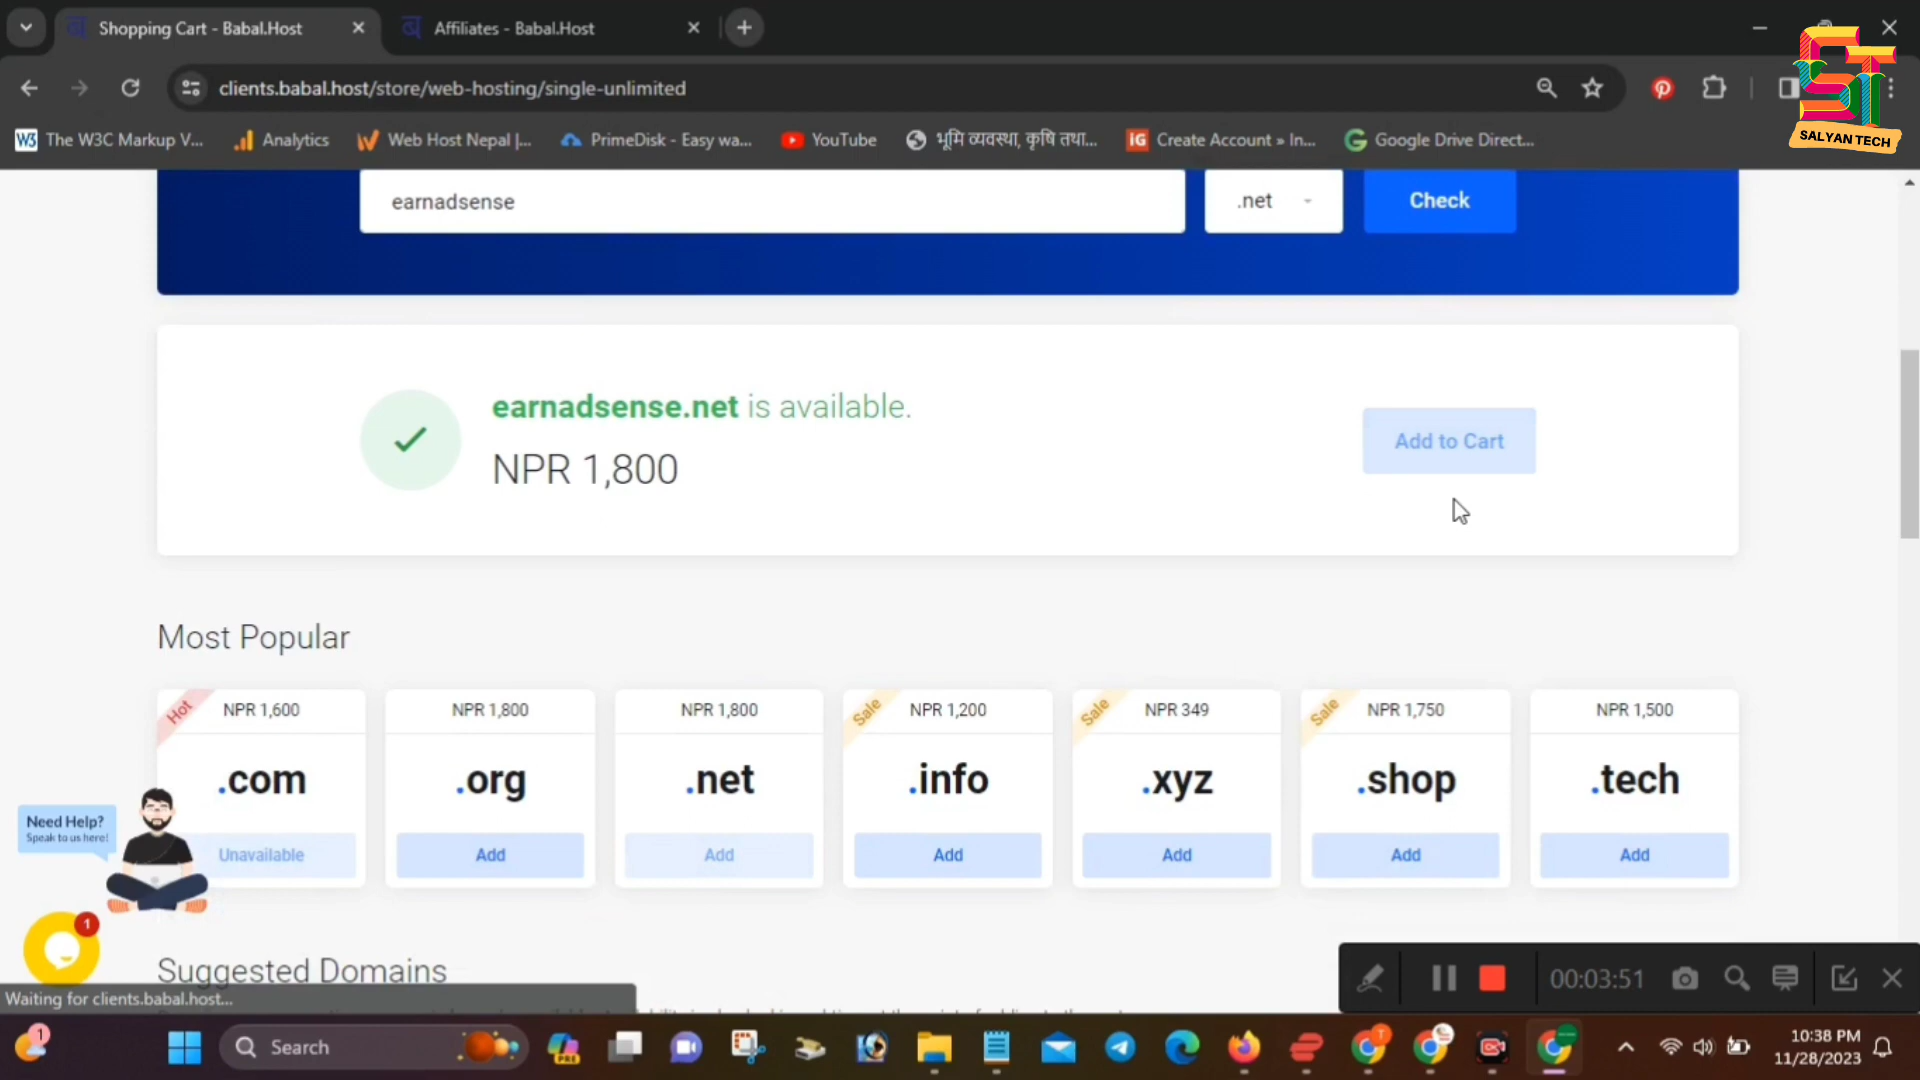 Shopping Cart - Babal.Host
Affiliates - Babal.Host
clients.babal.host/store/web-hosting/single-unlimited
ST
SALYAN TECH
The W3C Markup V...
Analytics
Web Host Nepal |...
PrimeDisk - Easy wa...
YouTube
भूमि व्यवस्था, कृषि तथा...
Create Account » In...
Google Drive Direct...
earnadsense
.net
Check
earnadsense.net is available.
NPR 1,800
Add to Cart
Most Popular
Hot
NPR 1,600
.com
Unavailable
NPR 1,800
.org
Add
NPR 1,800
.net
Add
Sale
NPR 1,200
.info
Add
Sale
NPR 349
.xyz
Add
Sale
NPR 1,750
.shop
Add
NPR 1,500
.tech
Add
Need Help?
Speak to us here!
1
Suggested Domains
Waiting for clients.babal.host...
00:03:51
1
Search
PRE
10:38 PM
11/28/2023